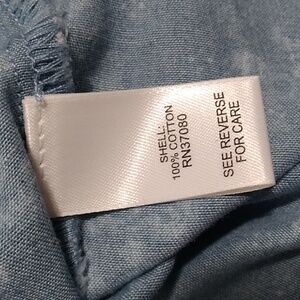 SHELL:
100% COTTON
RN37080
SEE REVERSE
FOR CARE